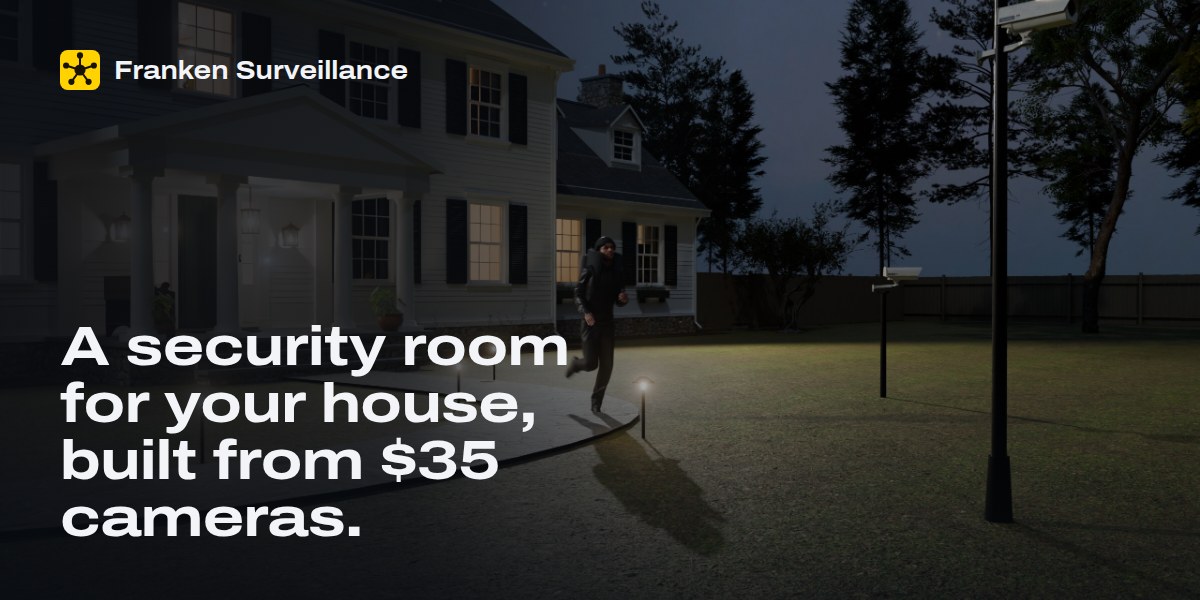 Franken Surveillance
A security room
for your house,
built from $35
cameras.